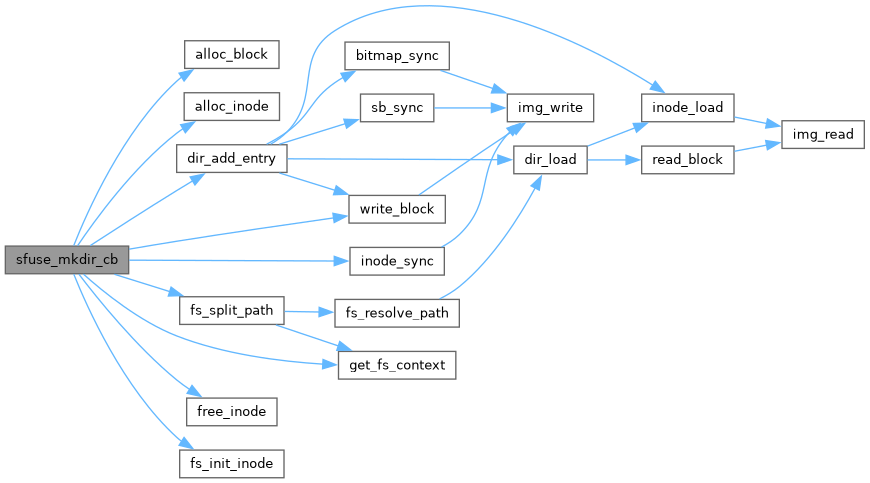 sfuse_mkdir_cb
alloc_block
alloc_inode
dir_add_entry
bitmap_sync
sb_sync
img_write
inode_load
img_read
dir_load
read_block
write_block
inode_sync
fs_split_path
fs_resolve_path
get_fs_context
free_inode
fs_init_inode